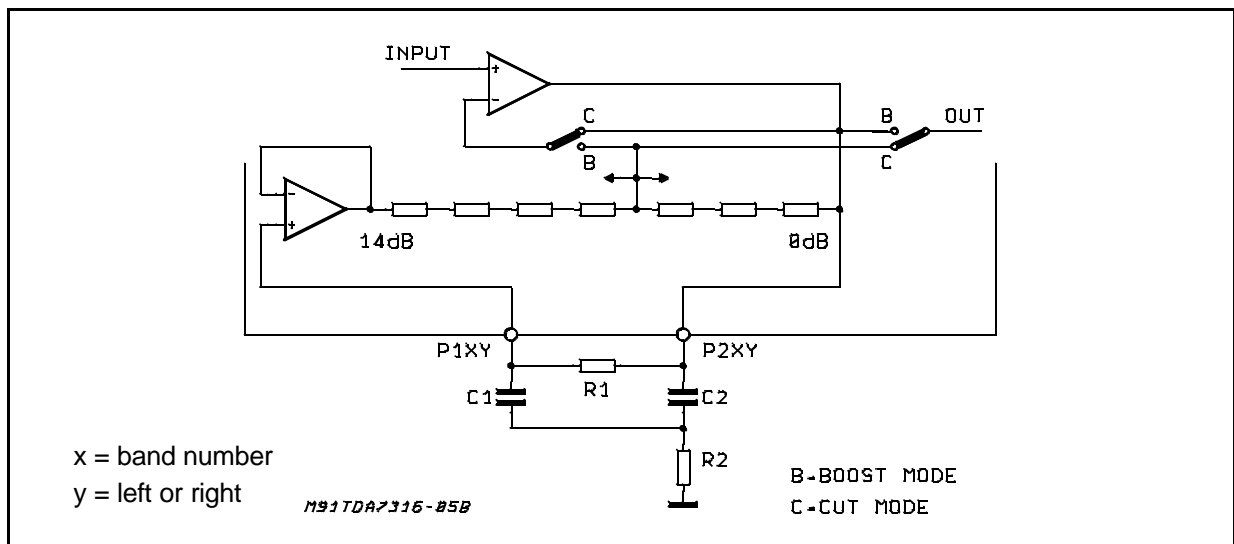 INPUT
+
-
C
B
B
OUT
C
-
+
14dB
0dB
P1XY
P2XY
R1
C1
C2
R2
x = band number
y = left or right
M91TDA7316-05B
B-BOOST MODE
C-CUT MODE